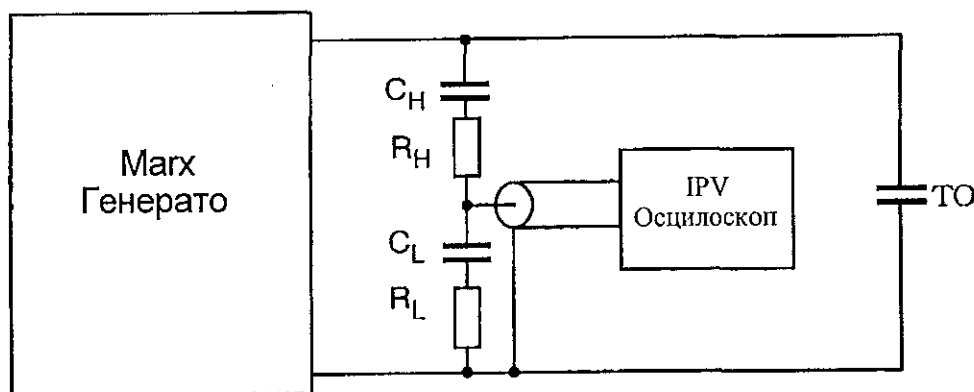 Marx
Генерато
C_H
R_H
C_L
R_L
IPV
Осцилоскоп
TO